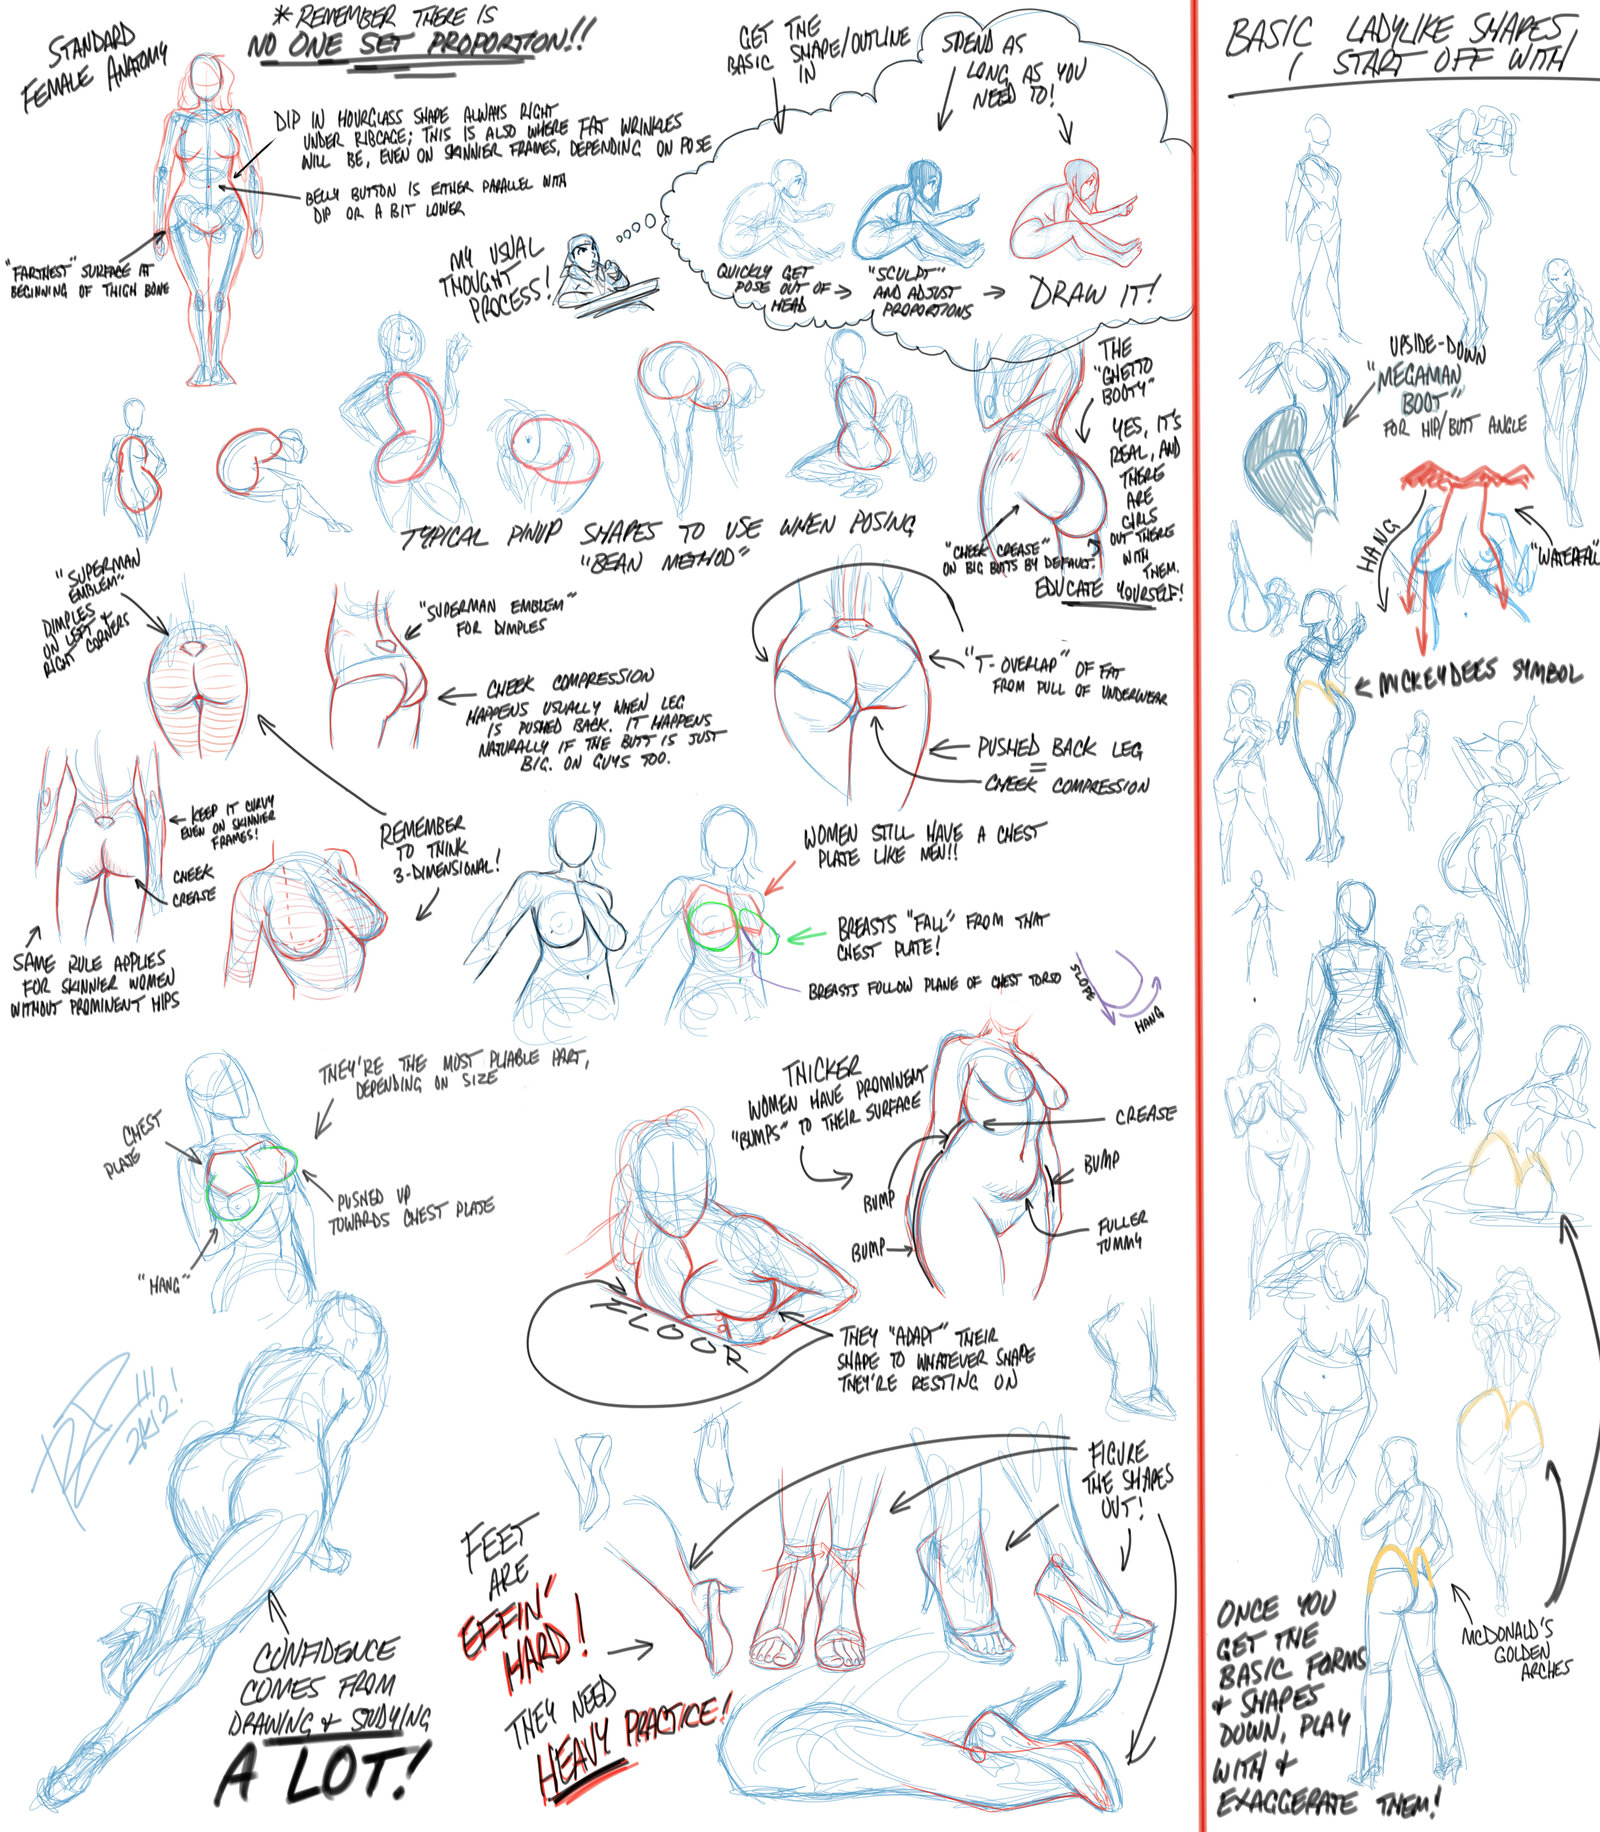 STANDARD
FEMALE ANATOMY
* REMEMBER THERE IS
NO ONE SET PROPORTION!!
DIP IN HOURGLASS SHAPE ALWAYS RIGHT
UNDER RIBCAGE; THIS IS ALSO WHERE FAT WRINKLES
WILL BE, EVEN ON SKINNIER FRAMES, DEPENDING ON POSE
BELLY BUTTON IS EITHER PARALLEL WITH
DIP OR A BIT LOWER
"FARTHEST" SURFACE AT
BEGINNING OF THIGH BONE
MY USUAL
THOUGHT
PROCESS!
GET THE
BASIC SHAPE/OUTLINE
IN
SPEND AS
LONG AS YOU
NEED TO!
QUICKLY GET
POSE OUT OF
HEAD
"SCULPT"
AND ADJUST
PROPORTIONS
DRAW IT!
TYPICAL PINUP SHAPES TO USE WHEN POSING
"BEAN METHOD"
THE
"GHETTO
BOOTY"
YES, IT'S
REAL, AND
THERE
ARE
GIRLS
OUT THERE
WITH
THEM.
EDUCATE YOURSELF!
"CHEEK CREASE"
ON BIG BUTTS BY DEFAULT.
"SUPERMAN
EMBLEM"
DIMPLES
ON LEFT &
RIGHT CORNERS
"SUPERMAN EMBLEM"
FOR DIMPLES
CHEEK COMPRESSION
HAPPENS USUALLY WHEN LEG
IS PUSHED BACK. IT HAPPENS
NATURALLY IF THE BUTT IS JUST
BIG. ON GUYS TOO.
"T-OVERLAP" OF FAT
FROM PULL OF UNDERWEAR
PUSHED BACK LEG
=
CHEEK COMPRESSION
KEEP IT CURVY
EVEN ON SKINNIER
FRAMES!
CHEEK
CREASE
SAME RULE APPLIES
FOR SKINNIER WOMEN
WITHOUT PROMINENT HIPS
REMEMBER
TO THINK
3-DIMENSIONAL!
WOMEN STILL HAVE A CHEST
PLATE LIKE MEN!!
BREASTS "FALL" FROM THAT
CHEST PLATE!
BREASTS FOLLOW PLANE OF CHEST TORSO
SLOPE
HANG
THEY'RE THE MOST PLIABLE PART,
DEPENDING ON SIZE
CHEST
PLATE
PUSHED UP
TOWARDS CHEST PLATE
"HANG"
THICKER
WOMEN HAVE PROMINENT
"BUMPS" TO THEIR SURFACE
CREASE
BUMP
BUMP
BUMP
FULLER
TUMMY
FLOOR
THEY "ADAPT" THEIR
SHAPE TO WHATEVER SHAPE
THEY'RE RESTING ON
2K12!
CONFIDENCE
COMES FROM
DRAWING & STUDYING
A LOT!
FEET
ARE
EFFIN'
HARD!
THEY NEED
HEAVY PRACTICE!
FIGURE
THE SHAPES
OUT!
BASIC LADYLIKE SHAPES
I START OFF WITH
UPSIDE-DOWN
"MEGAMAN
BOOT"
FOR HIP/BUTT ANGLE
HANG
"WATERFALL"
MICKEYDEES SYMBOL
MCDONALD'S
GOLDEN
ARCHES
ONCE YOU
GET THE
BASIC FORMS
& SHAPES
DOWN, PLAY
WITH &
EXAGGERATE THEM!